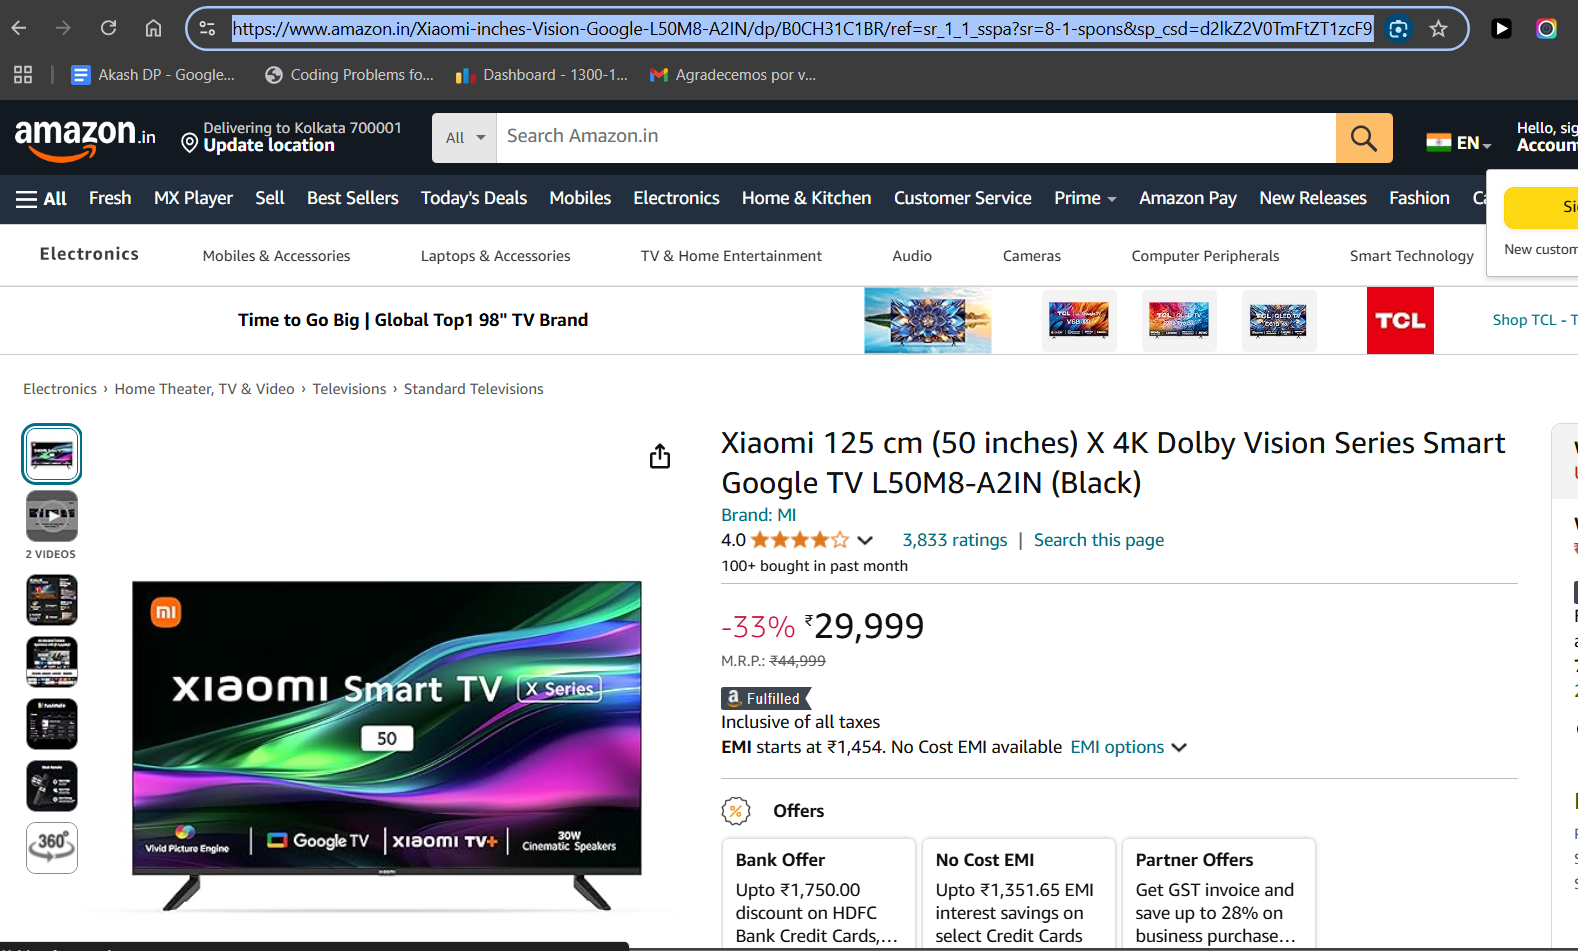 https://www.amazon.in/Xiaomi-inches-Vision-Google-L50M8-A2IN/dp/B0CH31C1BR/ref=sr_1_1_sspa?sr=8-1-spons&sp_csd=d2lkZ2V0TmFtZT1zcF9
Akash DP - Google...
Coding Problems fo...
Dashboard - 1300-1...
Agradecemos por v...
amazon.in
Delivering to Kolkata 700001
Update location
All
Search Amazon.in
EN
Hello, sig
Accoun
All
Fresh
MX Player
Sell
Best Sellers
Today's Deals
Mobiles
Electronics
Home & Kitchen
Customer Service
Prime
Amazon Pay
New Releases
Fashion
Si
New custom
Electronics
Mobiles & Accessories
Laptops & Accessories
TV & Home Entertainment
Audio
Cameras
Computer Peripherals
Smart Technology
Time to Go Big | Global Top1 98" TV Brand
TCL
Shop TCL - T
Electronics › Home Theater, TV & Video › Televisions › Standard Televisions
2 VIDEOS
360°
mi
XIAOMI Smart TV X Series
50
Vivid Picture Engine
Google TV
XIAOMI TV+
30W
Cinematic Speakers
Xiaomi 125 cm (50 inches) X 4K Dolby Vision Series Smart
Google TV L50M8-A2IN (Black)
Brand: MI
4.0
3,833 ratings | Search this page
100+ bought in past month
-33% ₹29,999
M.R.P.: ₹44,999
a Fulfilled
Inclusive of all taxes
EMI starts at ₹1,454. No Cost EMI available EMI options
Offers
Bank Offer
Upto ₹1,750.00
discount on HDFC
Bank Credit Cards,...
No Cost EMI
Upto ₹1,351.65 EMI
interest savings on
select Credit Cards
Partner Offers
Get GST invoice and
save up to 28% on
business purchase...